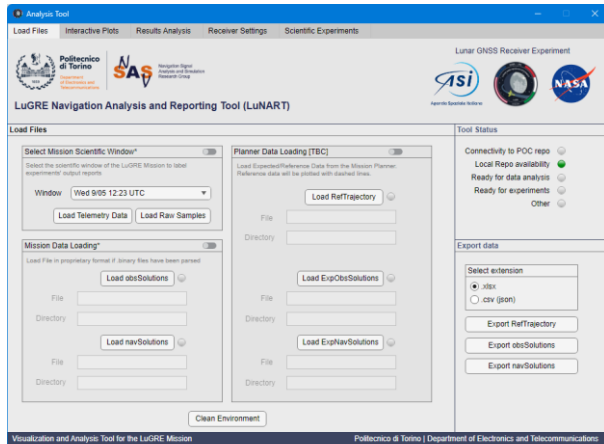 Analysis Tool
Load Files Interactive Plots Results Analysis Receiver Settings Scientific Experiments
Politecnico
di Torino
Department
of Electronics and
Telecommunications
NSAS
Navigation Signal
Analysis and Simulation
Research Group
Lunar GNSS Receiver Experiment
ASI
Agenzia Spaziale Italiana
NASA
LuGRE Navigation Analysis and Reporting Tool (LuNART)
Load Files
Select Mission Scientific Window*
Select the scientific window of the LuGRE Mission to label
experiments/ output reports
Window Wed 9/05 12:23 UTC
Load Telemetry Data Load Raw Samples
Mission Data Loading*
Load File in proprietary format if .binary files have been parsed
Load obsSolutions
File
Directory
Load navSolutions
File
Directory
Planner Data Loading [TBC]
Load Expected/Reference Data from the Mission Planner.
Reference data will be plotted with dashed lines.
Load RefTrajectory
File
Directory
Load ExpObsSolutions
File
Directory
Load ExpNavSolutions
File
Directory
Clean Environment
Tool Status
Connectivity to POC repo
Local Repo availability
Ready for data analysis
Ready for experiments
Other
Export data
Select extension
.xlsx
.csv (json)
Export RefTrajectory
Export obsSolutions
Export navSolutions
Visualization and Analysis Tool for the LuGRE Mission
Politecnico di Torino | Department of Electronics and Telecommunications